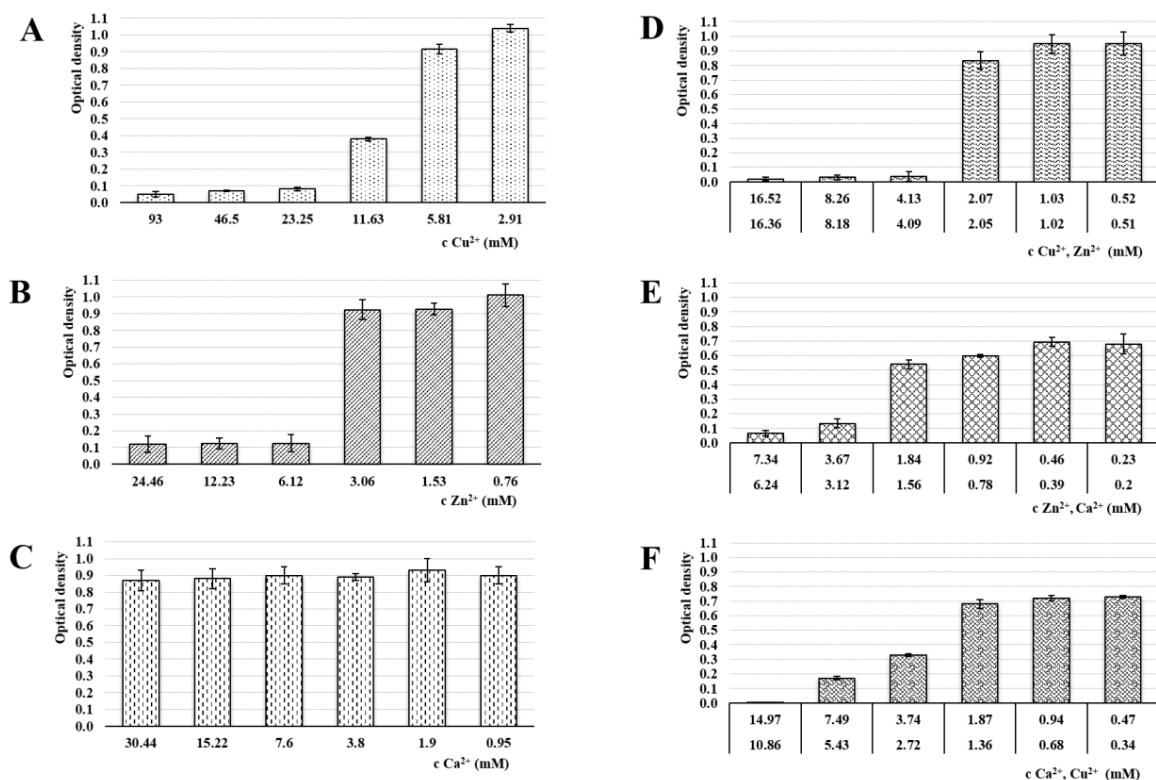 A
Optical density
1.1
1.0
0.9
0.8
0.7
0.6
0.5
0.4
0.3
0.2
0.1
0.0
93 46.5 23.25 11.63 5.81 2.91
c Cu²⁺ (mM)
B
Optical density
1.1
1.0
0.9
0.8
0.7
0.6
0.5
0.4
0.3
0.2
0.1
0.0
24.46 12.23 6.12 3.06 1.53 0.76
c Zn²⁺ (mM)
C
Optical density
1.1
1.0
0.9
0.8
0.7
0.6
0.5
0.4
0.3
0.2
0.1
0.0
30.44 15.22 7.6 3.8 1.9 0.95
c Ca²⁺ (mM)
D
Optical density
1.1
1.0
0.9
0.8
0.7
0.6
0.5
0.4
0.3
0.2
0.1
0.0
16.52 8.26 4.13 2.07 1.03 0.52
16.36 8.18 4.09 2.05 1.02 0.51
c Cu²⁺, Zn²⁺ (mM)
E
Optical density
1.1
1.0
0.9
0.8
0.7
0.6
0.5
0.4
0.3
0.2
0.1
0.0
7.34 3.67 1.84 0.92 0.46 0.23
6.24 3.12 1.56 0.78 0.39 0.2
c Zn²⁺, Ca²⁺ (mM)
F
Optical density
1.1
1.0
0.9
0.8
0.7
0.6
0.5
0.4
0.3
0.2
0.1
0.0
14.97 7.49 3.74 1.87 0.94 0.47
10.86 5.43 2.72 1.36 0.68 0.34
c Ca²⁺, Cu²⁺ (mM)